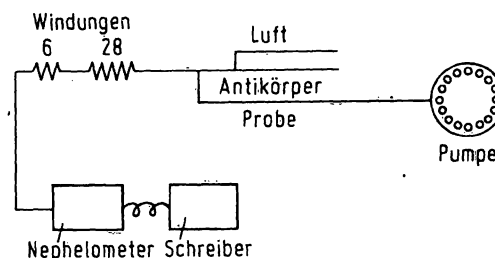 Windungen
6 28
Luft
Antikörper
Probe
Pumpe
Nephelometer Schreiber